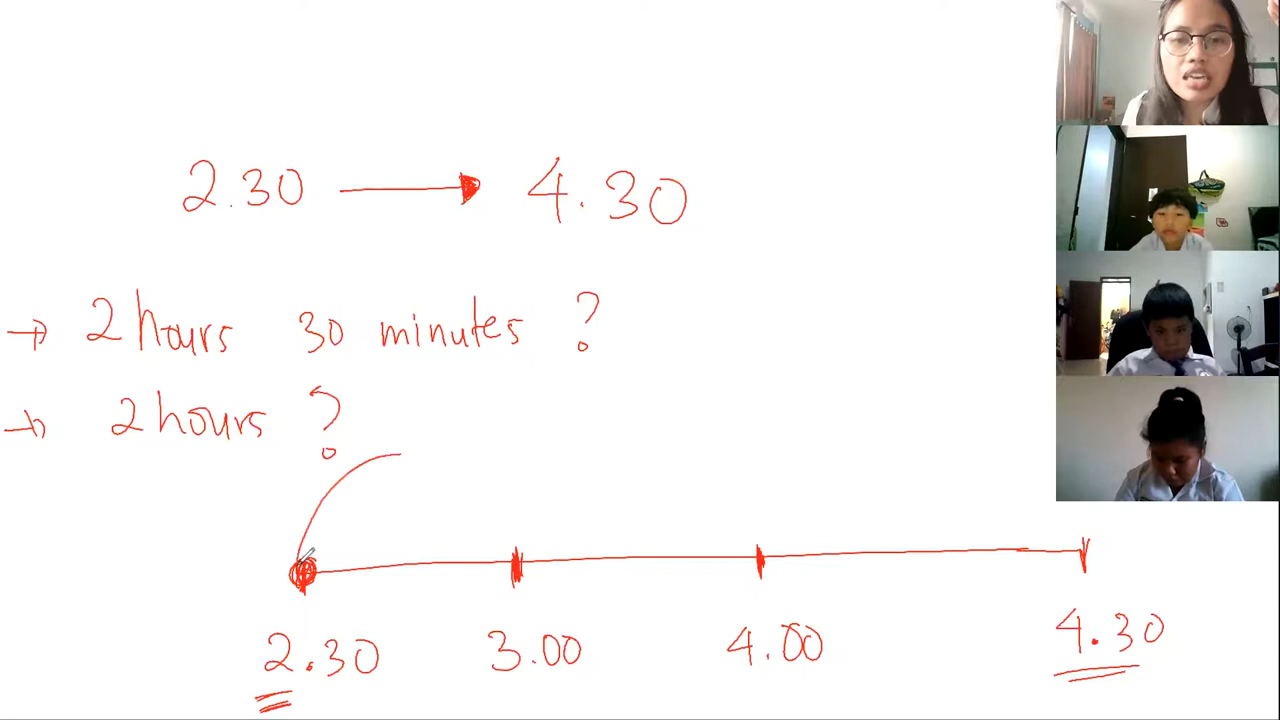 2.30 → 4.30
→ 2 hours 30 minutes ?
→ 2 hours ?
2.30 3.00 4.00 4.30